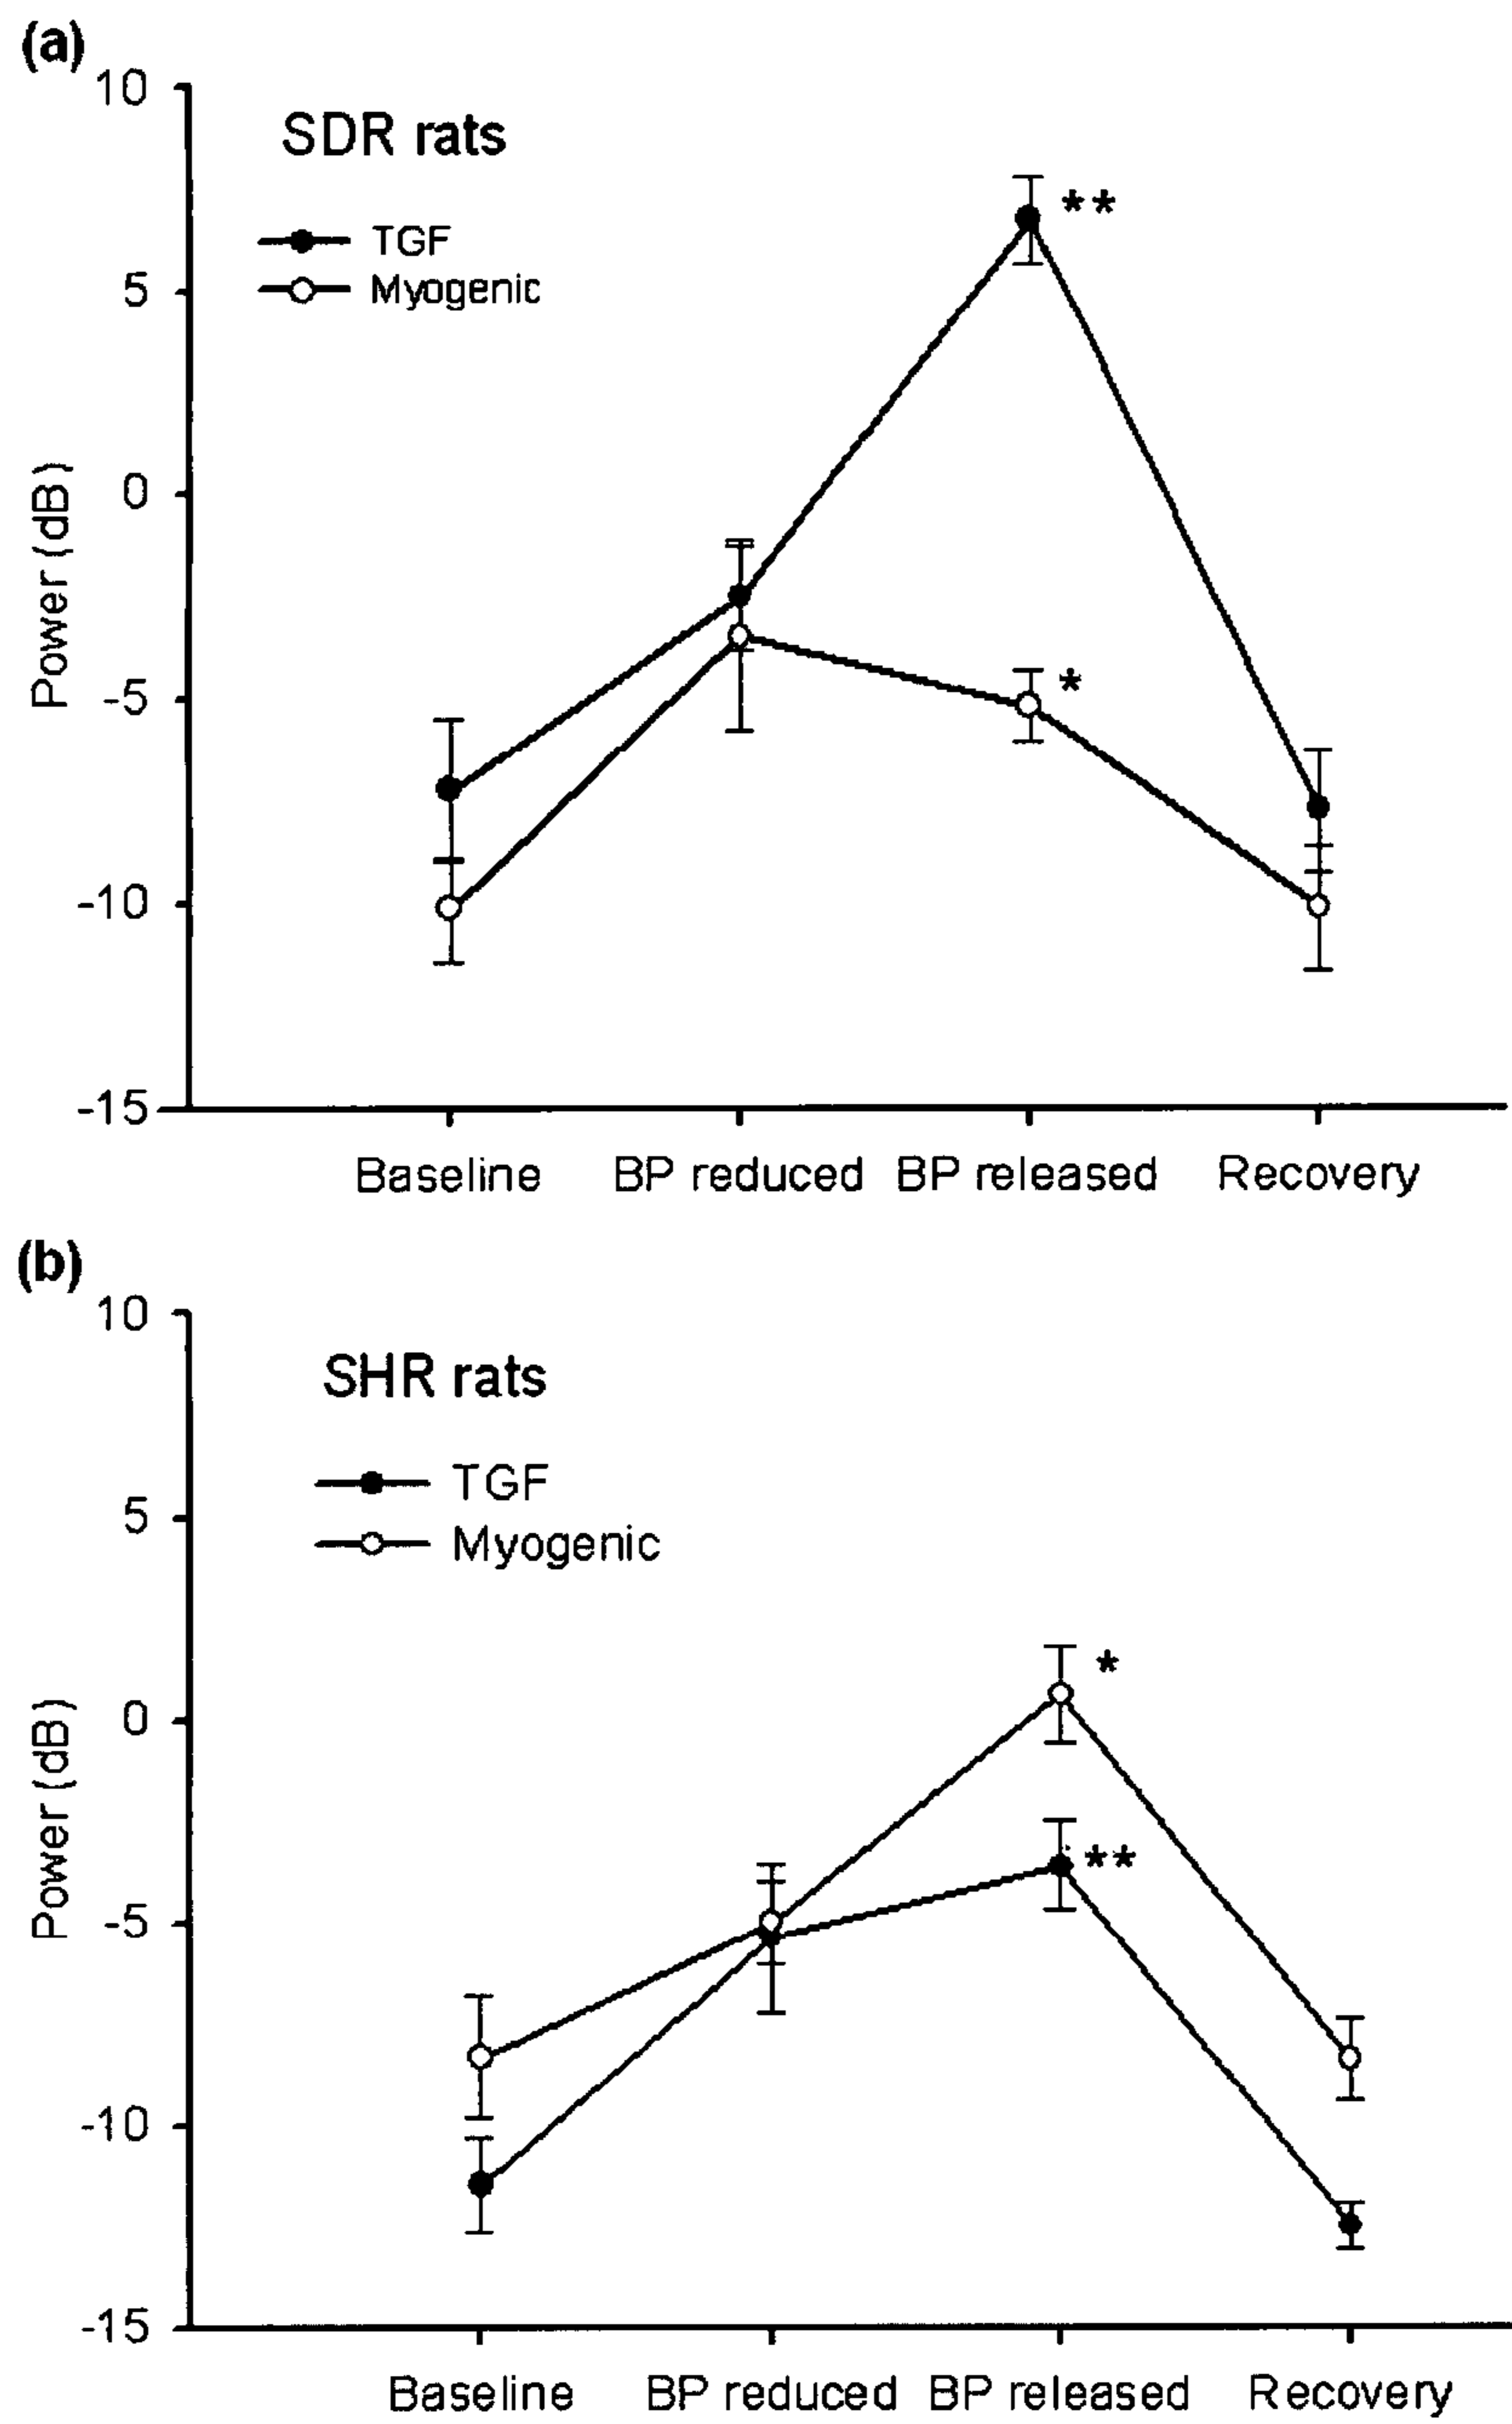 (a)
10
SDR rats
TGF
Myogenic
5
0
Power (dB)
-5
-10
-15
Baseline BP reduced BP released Recovery
**
*
(b)
10
SHR rats
TGF
Myogenic
5
0
Power (dB)
-5
-10
-15
Baseline BP reduced BP released Recovery
*
**